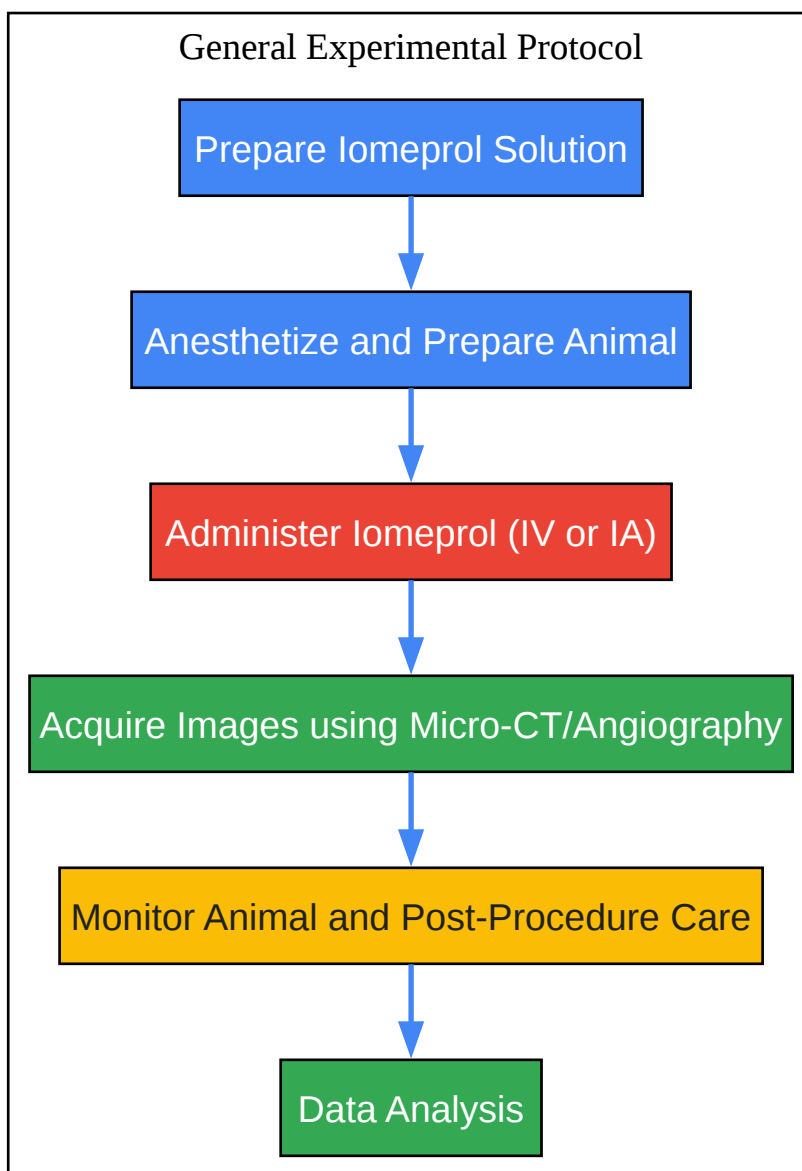 General Experimental Protocol
Prepare Iomeprol Solution
Anesthetize and Prepare Animal
Administer Iomeprol (IV or IA)
Acquire Images using Micro-CT/Angiography
Monitor Animal and Post-Procedure Care
Data Analysis